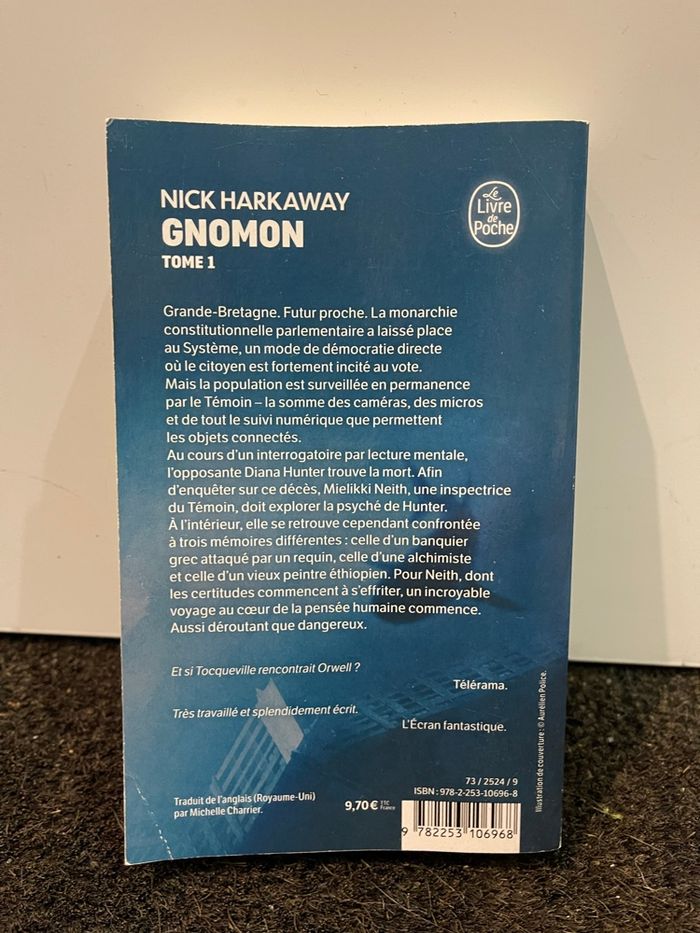 NICK HARKAWAY
GNOMON
TOME 1
Le
Livre
de
Poche
Grande-Bretagne. Futur proche. La monarchie
constitutionnelle parlementaire a laissé place
au Système, un mode de démocratie directe
où le citoyen est fortement incité au vote.
Mais la population est surveillée en permanence
par le Témoin – la somme des caméras, des micros
et de tout le suivi numérique que permettent
les objets connectés.
Au cours d'un interrogatoire par lecture mentale,
l'opposante Diana Hunter trouve la mort. Afin
d'enquêter sur ce décès, Mielikki Neith, une inspectrice
du Témoin, doit explorer la psyché de Hunter.
À l'intérieur, elle se retrouve cependant confrontée
à trois mémoires différentes : celle d'un banquier
grec attaqué par un requin, celle d'une alchimiste
et celle d'un vieux peintre éthiopien. Pour Neith, dont
les certitudes commencent à s'effriter, un incroyable
voyage au cœur de la pensée humaine commence.
Aussi déroutant que dangereux.
Et si Tocqueville rencontrait Orwell ?
Télérama.
Très travaillé et splendidement écrit.
L'Écran fantastique.
Illustration de couverture : © Aurélien Police.
Traduit de l'anglais (Royaume-Uni)
par Michelle Charrier.
9,70 € TTC
France
73 / 2524 / 9
ISBN : 978-2-253-10696-8
9 782253 106968